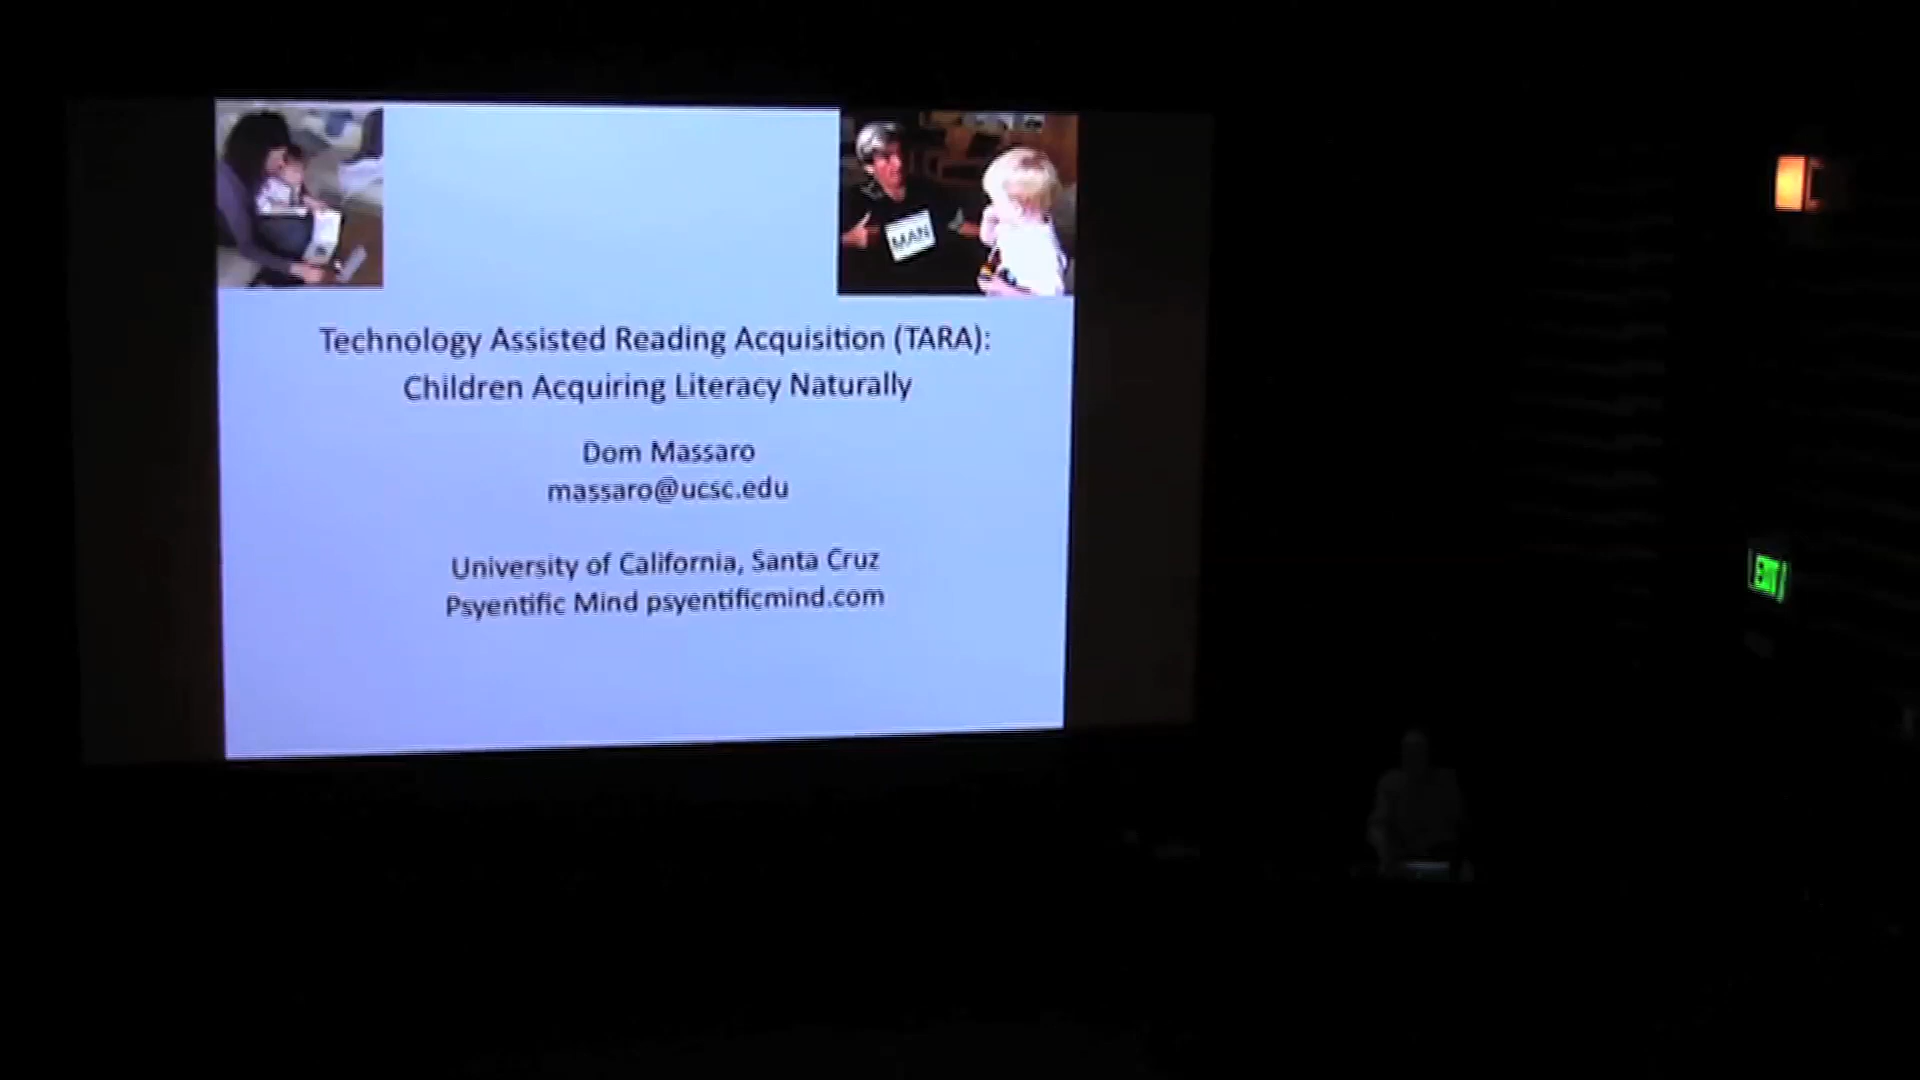 MAN
Technology Assisted Reading Acquisition (TARA):
Children Acquiring Literacy Naturally
Dom Massaro
massaro@ucsc.edu
University of California, Santa Cruz
Psyentific Mind psyentificmind.com
EXIT